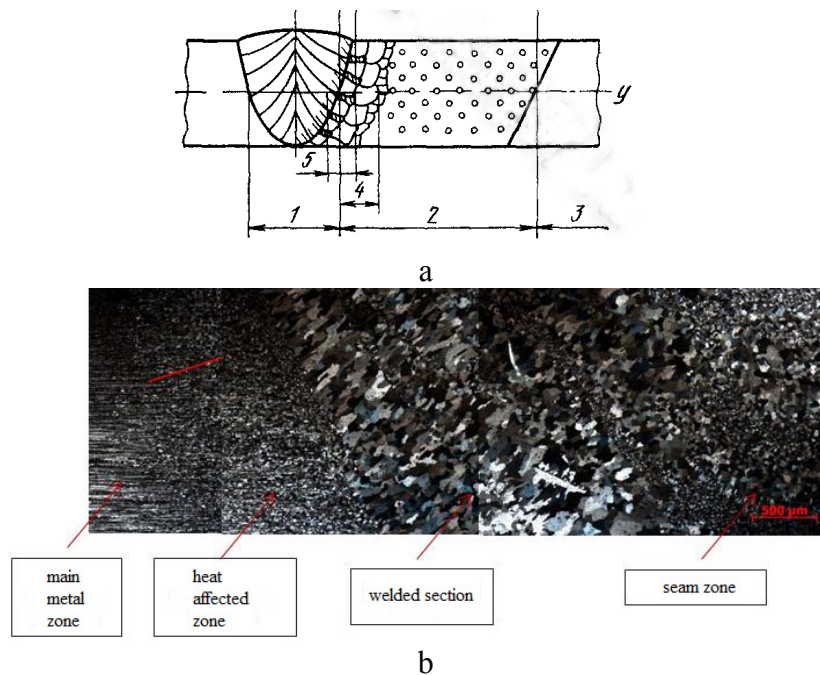 y
5
4
1
2
3
a
500 μm
main
metal
zone
heat
affected
zone
welded section
seam zone
b